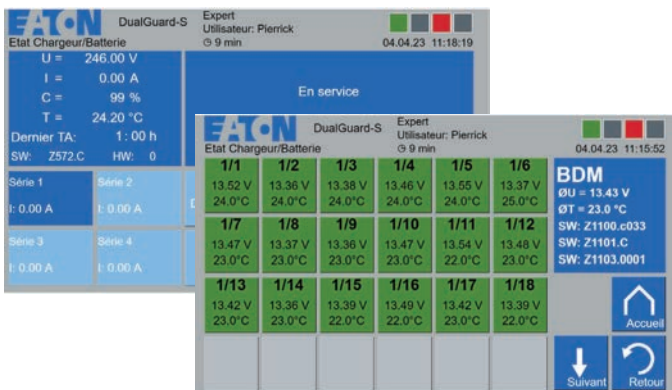 EATON DualGuard-S
Expert
Utilisateur: Pierrick
9 min
04.04.23 11:18:19
Etat Chargeur/Batterie
U = 246.00 V
I = 0.00 A
C = 99 %
T = 24.20 °C
Dernier TA: 1: 00 h
SW: Z572.C HW: 0
En service
Série 1
I: 0.00 A
Série 2
I: 0.00 A
Série 3
I: 0.00 A
Série 4
I: 0.00 A
EATON DualGuard-S
Expert
Utilisateur: Pierrick
9 min
04.04.23 11:15:52
Etat Chargeur/Batterie
1/1 1/2 1/3 1/4 1/5 1/6
13.52 V 13.36 V 13.38 V 13.46 V 13.55 V 13.37 V
24.0°C 24.0°C 24.0°C 24.0°C 24.0°C 25.0°C
1/7 1/8 1/9 1/10 1/11 1/12
13.47 V 13.37 V 13.36 V 13.47 V 13.54 V 13.48 V
23.0°C 23.0°C 23.0°C 23.0°C 22.0°C 23.0°C
1/13 1/14 1/15 1/16 1/17 1/18
13.42 V 13.36 V 13.39 V 13.49 V 13.42 V 13.39 V
23.0°C 23.0°C 22.0°C 22.0°C 23.0°C 22.0°C
BDM
ØU = 13.43 V
ØT = 23.0 °C
SW: Z1100.c033
SW: Z1101.C
SW: Z1103.0001
Accueil
Suivant
Retour